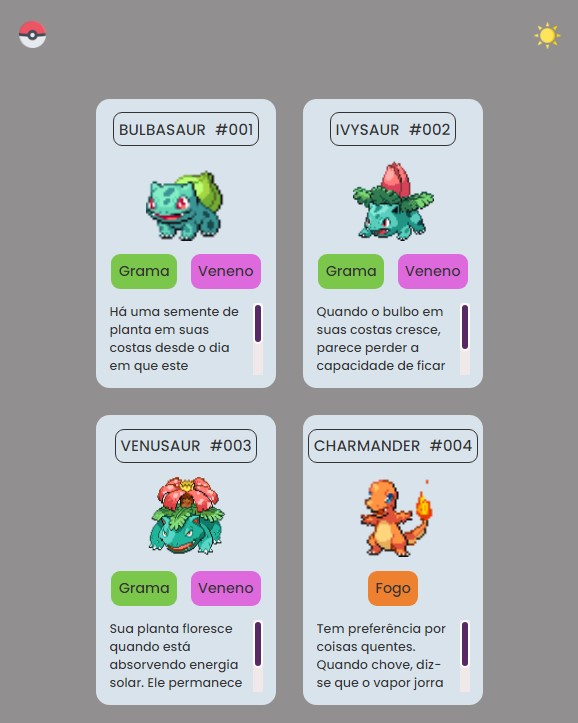 BULBASAUR #001
IVYSAUR #002
Grama Veneno
Grama Veneno
Há uma semente de
planta em suas
costas desde o dia
em que este
Quando o bulbo em
suas costas cresce,
parece perder a
capacidade de ficar
VENUSAUR #003
CHARMANDER #004
Grama Veneno
Fogo
Sua planta floresce
quando está
absorvendo energia
solar. Ele permanece
Tem preferência por
coisas quentes.
Quando chove, diz-
se que o vapor jorra